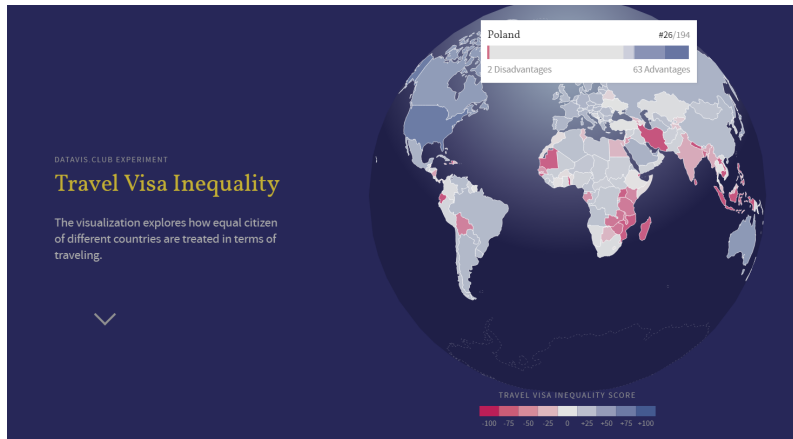 Poland
#26/194
2 Disadvantages
63 Advantages
DATAVIS.CLUB EXPERIMENT
Travel Visa Inequality
The visualization explores how equal citizen
of different countries are treated in terms of
traveling.
TRAVEL VISA INEQUALITY SCORE
-100 -75 -50 -25 0 +25 +50 +75 +100